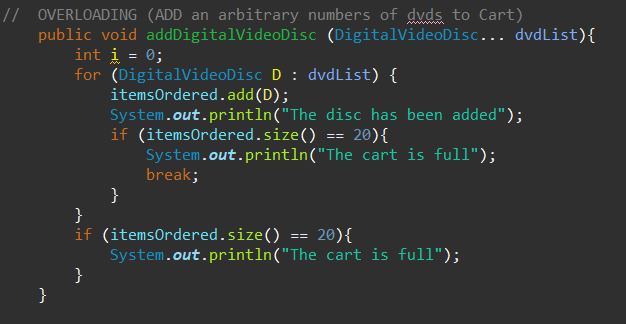 //  OVERLOADING (ADD an arbitrary numbers of dvds to Cart)
    public void addDigitalVideoDisc (DigitalVideoDisc... dvdList){
        int i = 0;
        for (DigitalVideoDisc D : dvdList) {
            itemsOrdered.add(D);
            System.out.println("The disc has been added");
            if (itemsOrdered.size() == 20){
                System.out.println("The cart is full");
                break;
            }
        }
        if (itemsOrdered.size() == 20){
            System.out.println("The cart is full");
        }
    }